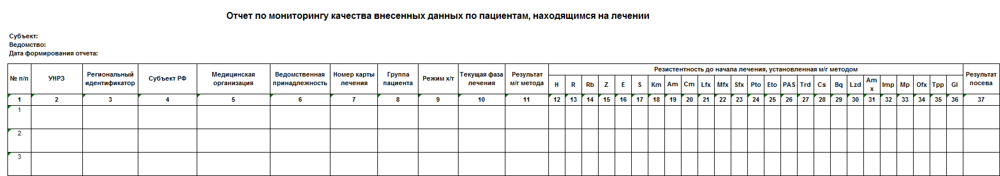 Отчет по мониторингу качества внесенных данных по пациентам, находящимся на лечении
Субъект:
Ведомство:
Дата формирования отчета:
№ п/п УНРЗ Региональный идентификатор Субъект РФ Медицинская организация Ведомственная принадлежность Номер карты лечения Группа пациента Режим х/т Текущая фаза лечения Результат м/г метода Резистентность до начала лечения, установленная м/г методом Результат посева
H R Rb Z E S Km Am Cm Lfx Mfx Sfx Pto Eto PAS Trd Cs Bq Lzd Am x Imp Mp Ofx Tpp Gl
1 2 3 4 5 6 7 8 9 10 11 12 13 14 15 16 17 18 19 20 21 22 23 24 25 26 27 28 29 30 31 32 33 34 35 36 37
1
2
3